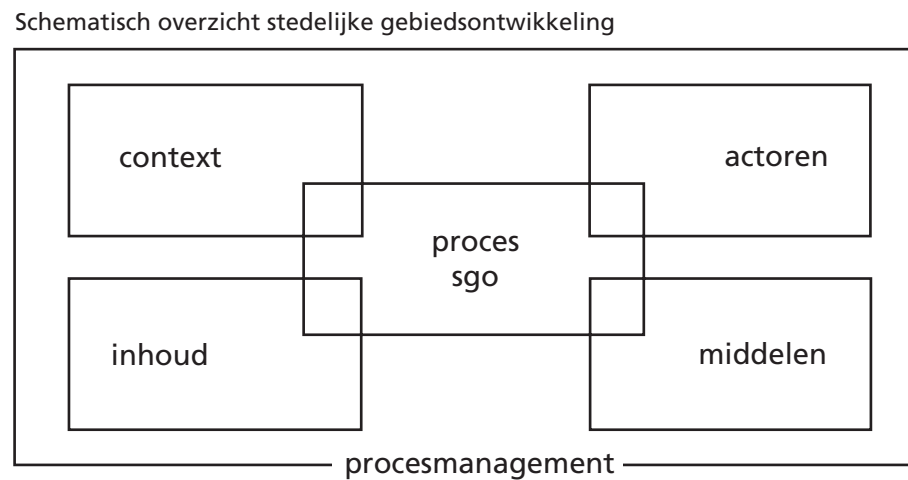 Schematisch overzicht stedelijke gebiedsontwikkeling
context
actoren
proces
sgo
inhoud
middelen
procesmanagement